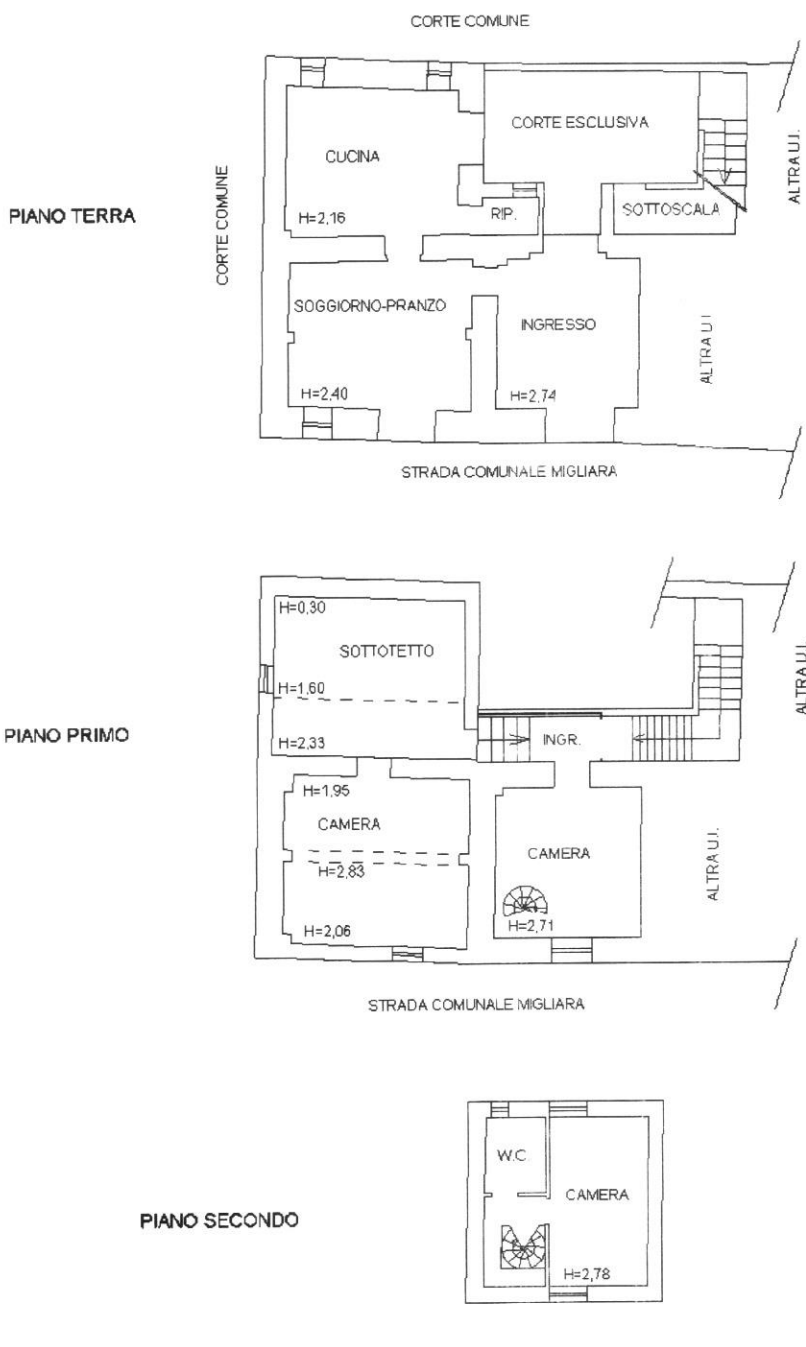 CORTE COMUNE
CORTE ESCLUSIVA
CUCINA
ALTRA U.I.
PIANO TERRA
CORTE COMUNE
H=2,16
RIP.
SOTTOSCALA
SOGGIORNO-PRANZO
INGRESSO
ALTRA U.I.
H=2,40
H=2,74
STRADA COMUNALE MIGLIARA
H=0,30
SOTTOTETTO
ALTRA U.I.
H=1,60
PIANO PRIMO
H=2,33
INGR.
H=1,95
CAMERA
CAMERA
ALTRA U.I.
H=2,83
H=2,06
H=2,71
STRADA COMUNALE MIGLIARA
W.C.
CAMERA
PIANO SECONDO
H=2,78